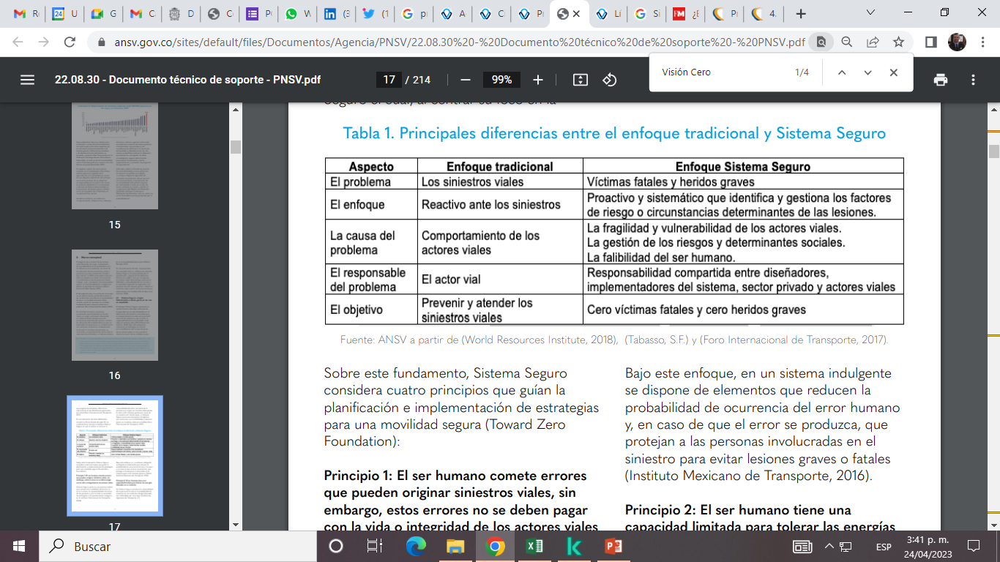 ansv.gov.co/sites/default/files/Documentos/Agencia/PNSV/22.08.30%20-%20Documento%20técnico%20de%20soporte%20-%20PNSV.pdf
22.08.30 - Documento técnico de soporte - PNSV.pdf
17 / 214
99%
Visión Cero
1/4
15
16
17
Tabla 1. Principales diferencias entre el enfoque tradicional y Sistema Seguro
Aspecto Enfoque tradicional Enfoque Sistema Seguro
El problema Los siniestros viales Víctimas fatales y heridos graves
El enfoque Reactivo ante los siniestros Proactivo y sistemático que identifica y gestiona los factores
de riesgo o circunstancias determinantes de las lesiones.
La causa del problema Comportamiento de los actores viales La fragilidad y vulnerabilidad de los actores viales.
La gestión de los riesgos y determinantes sociales.
La falibilidad del ser humano.
El responsable del problema El actor vial Responsabilidad compartida entre diseñadores,
implementadores del sistema, sector privado y actores viales
El objetivo Prevenir y atender los siniestros viales Cero víctimas fatales y cero heridos graves
Fuente: ANSV a partir de (World Resources Institute, 2018), (Tabasso, S.F.) y (Foro Internacional de Transporte, 2017).
Sobre este fundamento, Sistema Seguro
considera cuatro principios que guían la
planificación e implementación de estrategias
para una movilidad segura (Toward Zero
Foundation):
Principio 1: El ser humano comete errores
que pueden originar siniestros viales, sin
embargo, estos errores no se deben pagar
con la vida o integridad de los actores viales
Bajo este enfoque, en un sistema indulgente
se dispone de elementos que reducen la
probabilidad de ocurrencia del error humano
y, en caso de que el error se produzca, que
protejan a las personas involucradas en el
siniestro para evitar lesiones graves o fatales
(Instituto Mexicano de Transporte, 2016).
Principio 2: El ser humano tiene una
capacidad limitada para tolerar las energías
Buscar
ESP
3:41 p. m.
24/04/2023